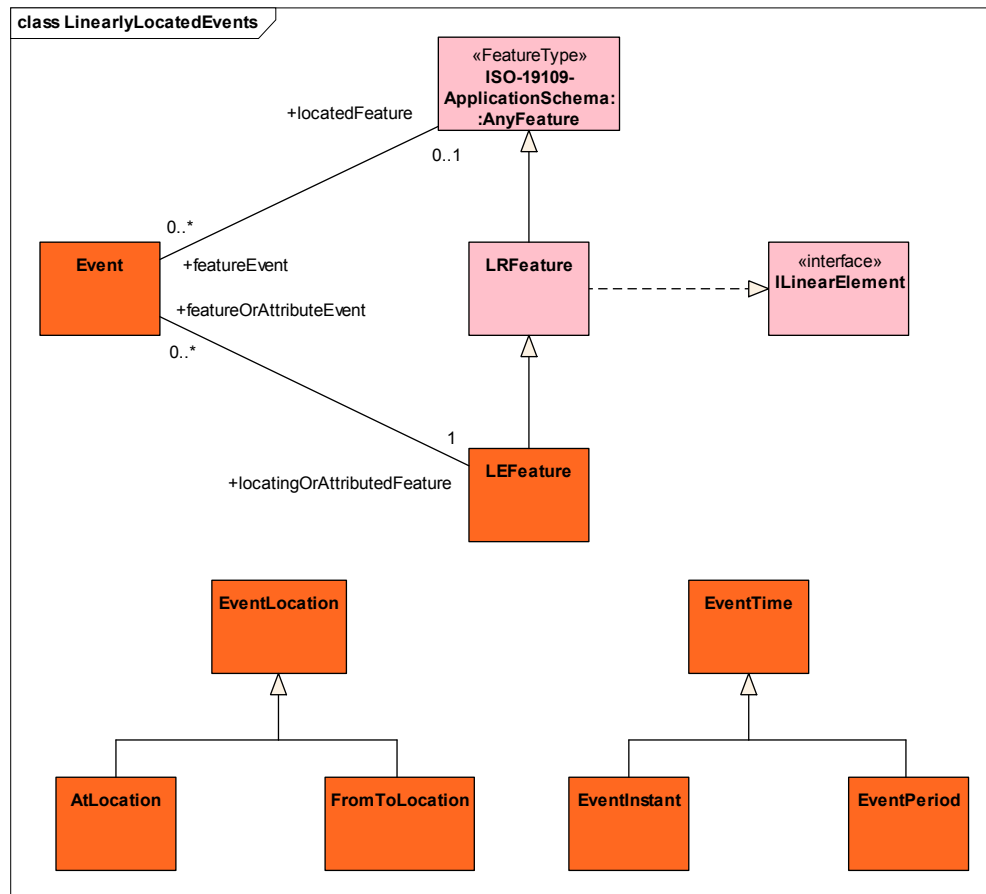 class LinearlyLocatedEvents
«FeatureType»
ISO-19109-
ApplicationSchema:
:AnyFeature
+locatedFeature
0..1
0..*
Event
+featureEvent
LRFeature
«interface»
ILinearElement
+featureOrAttributeEvent
0..*
1
LEFeature
+locatingOrAttributedFeature
EventLocation
EventTime
AtLocation
FromToLocation
EventInstant
EventPeriod